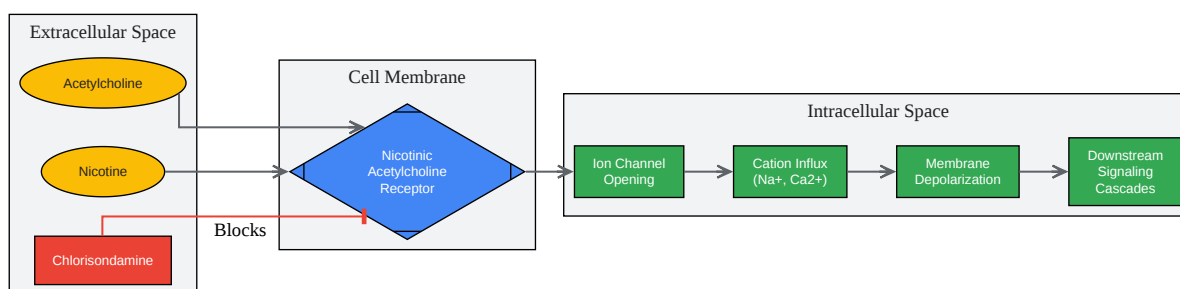 Extracellular Space
Acetylcholine
Nicotine
Chlorisondamine
Blocks
Cell Membrane
Nicotinic
Acetylcholine
Receptor
Intracellular Space
Ion Channel
Opening
Cation Influx
(Na+, Ca2+)
Membrane
Depolarization
Downstream
Signaling
Cascades